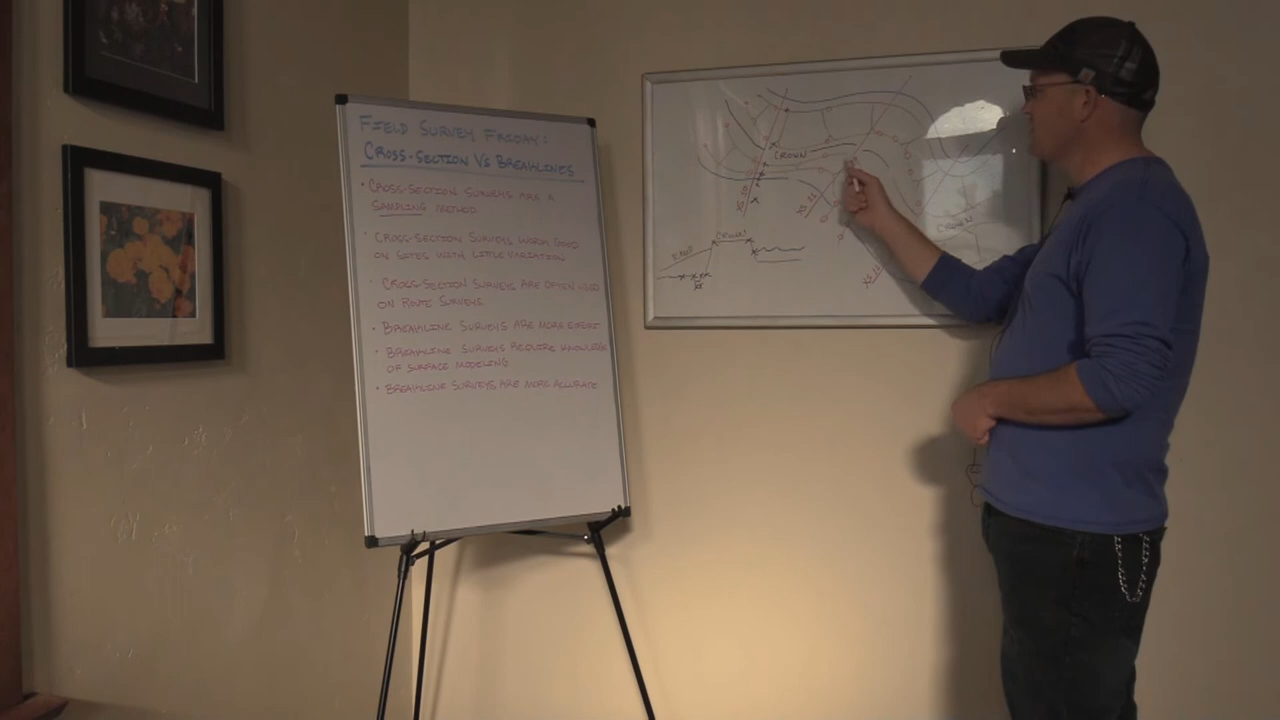 FIELD SURVEY FRIDAY:
CROSS-SECTION VS BREAKLINES
• CROSS-SECTION SURVEYS ARE A
SAMPLING METHOD
• CROSS-SECTION SURVEYS WORK GOOD
ON SITES WITH LITTLE VARIATION
• CROSS-SECTION SURVEYS ARE OFTEN USED
ON ROUTE SURVEYS
• BREAKLINE SURVEYS ARE MORE EFFORT
• BREAKLINE SURVEYS REQUIRE KNOWLEDGE
OF SURFACE MODELING
• BREAKLINE SURVEYS ARE MORE ACCURATE
CROWN
CROWN
CROWN